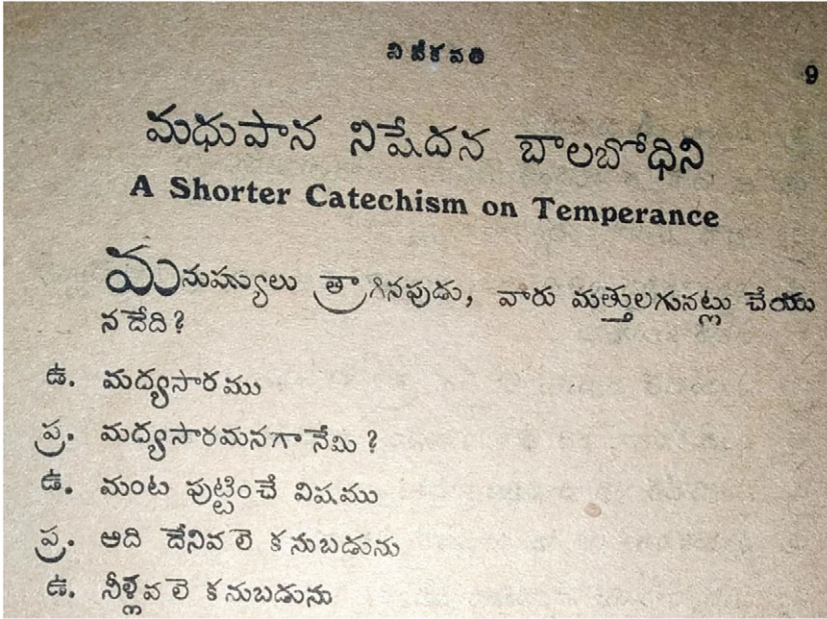 వివేకవతి
9
మధుపాన నిషేదన బాలబోధిని
A Shorter Catechism on Temperance
మనుష్యులు త్రాగినపుడు, వారు మత్తులగునట్లు చేయు
నదేది?
ఉ. మద్యసారము
ప్ర. మద్యసారమనగా నేమి?
ఉ. మంట పుట్టించే విషము
ప్ర. అది దేనివలె కనుబడును
ఉ. నీళ్లవలె కనుబడును